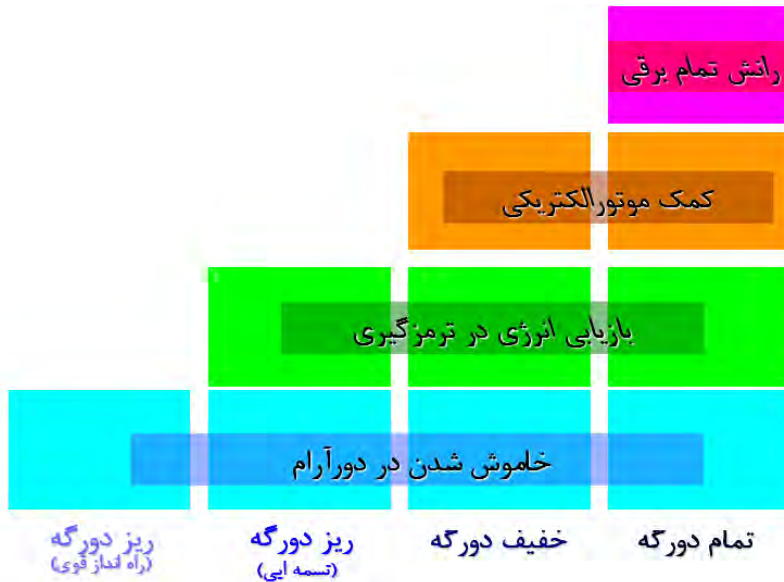 رانش تمام برقی
کمک موتورالکتریکی
بازیابی انرژی در ترمزگیری
خاموش شدن در دورآرام
تمام دورگه
خفیف دورگه
ریز دورگه
(تسمه ایی)
ریز دورگه
(راه انداز قوی)